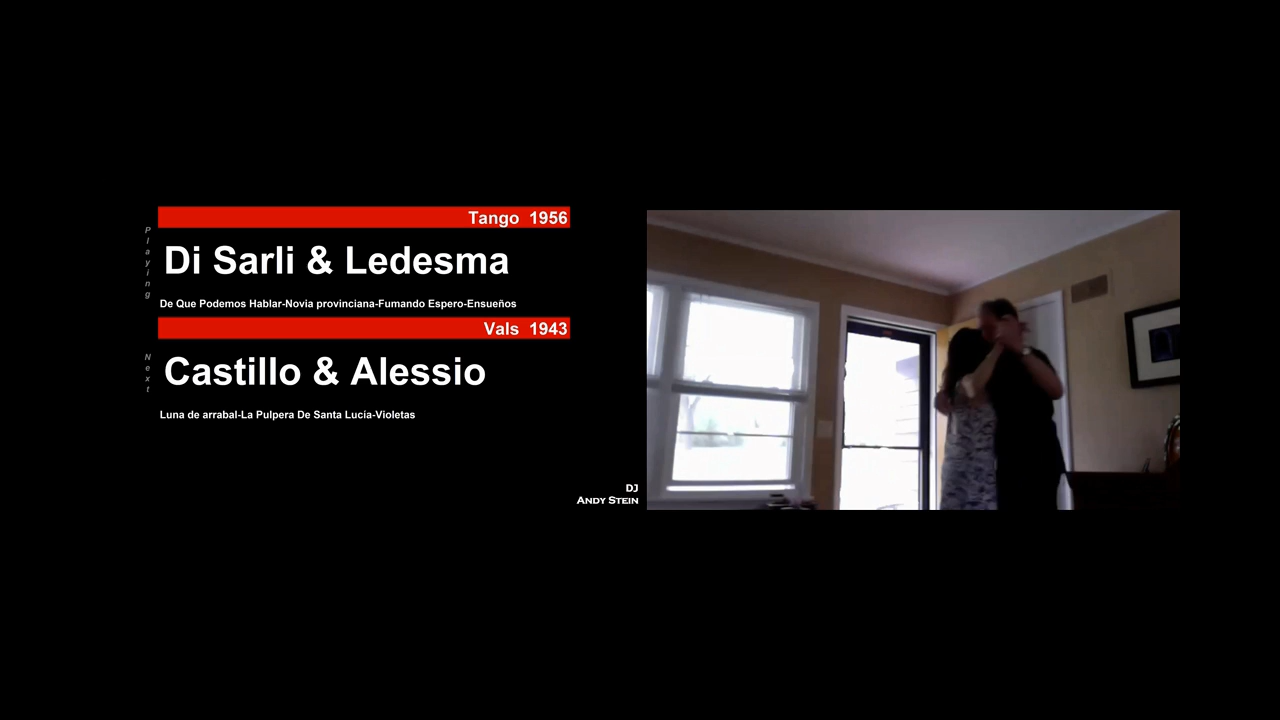 Playing
Tango 1956
Di Sarli & Ledesma
De Que Podemos Hablar-Novia provinciana-Fumando Espero-Ensueños
Next
Vals 1943
Castillo & Alessio
Luna de arrabal-La Pulpera De Santa Lucía-Violetas
DJ
ANDY STEIN